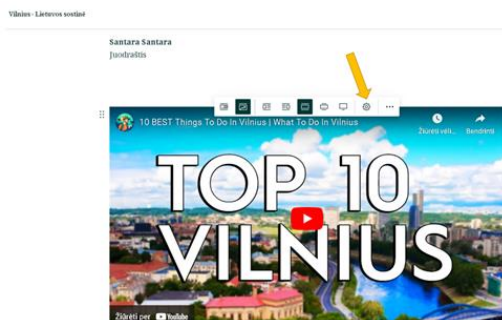 Vilnius - Lietuvos sostinė
Santara Santara
Juodraštis
10 BEST Things To Do In Vilnius | What To Do In Vilnius
Žiūrėti vėli...
Bendrinti
TOP 10
VILNIUS
Žiūrėti per YouTube